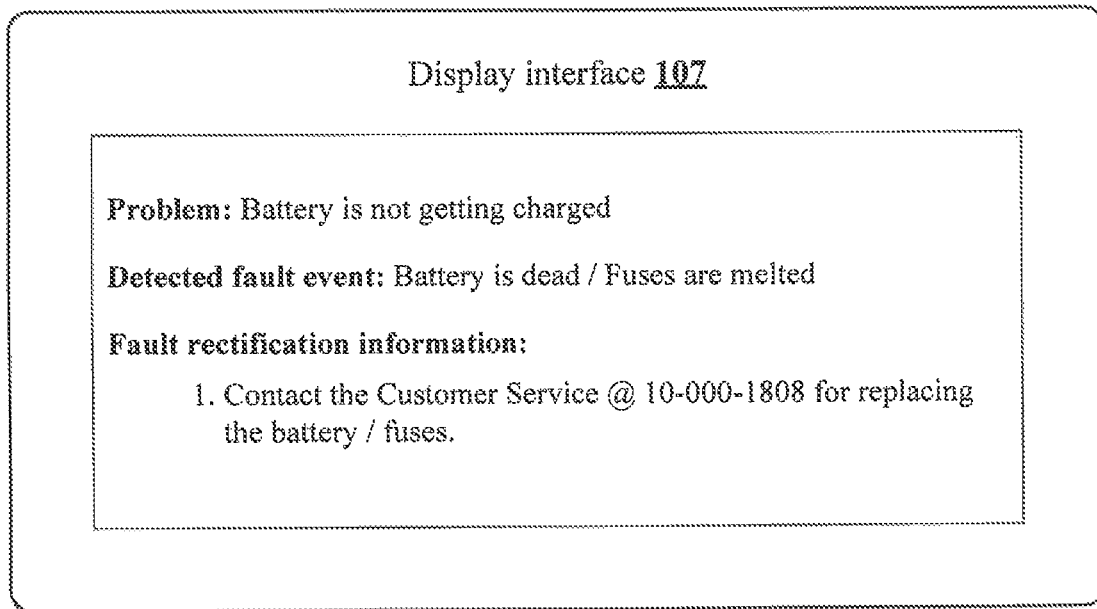 Display interface 107
Problem: Battery is not getting charged
Detected fault event: Battery is dead / Fuses are melted
Fault rectification information:
1. Contact the Customer Service @ 10-000-1808 for replacing
the battery / fuses.